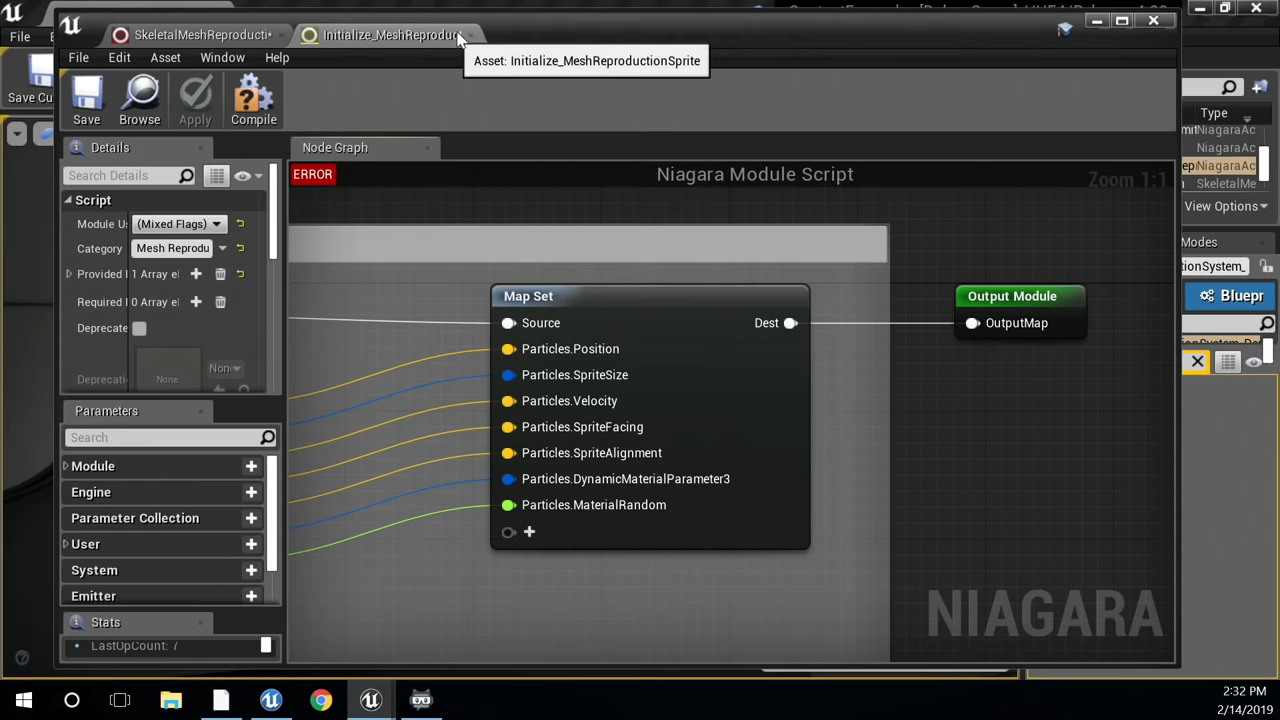 SkeletalMeshReproducti*
Initialize_MeshReproduc
File
File Edit Asset Window Help
Asset: Initialize_MeshReproductionSprite
Save Cu
Save
Browse
Apply
Compile
Type
NiagaraAc
NiagaraAc
NiagaraAc
SkeletalMe
View Options
Modes
ionSystem_
Bluepr
Details
Search Details
Script
Module U
(Mixed Flags)
Category
Mesh Reprodu
Provided
1 Array el
Required
0 Array el
Deprecate
None
Non
Parameters
Search
Module
Engine
Parameter Collection
User
System
Emitter
Stats
LastOpCount: 7
Node Graph
ERROR
Niagara Module Script
Zoom 1:1
Map Set
Source
Dest
Particles.Position
Particles.SpriteSize
Particles.Velocity
Particles.SpriteFacing
Particles.SpriteAlignment
Particles.DynamicMaterialParameter3
Particles.MaterialRandom
Output Module
OutputMap
NIAGARA
2:32 PM
2/14/2019